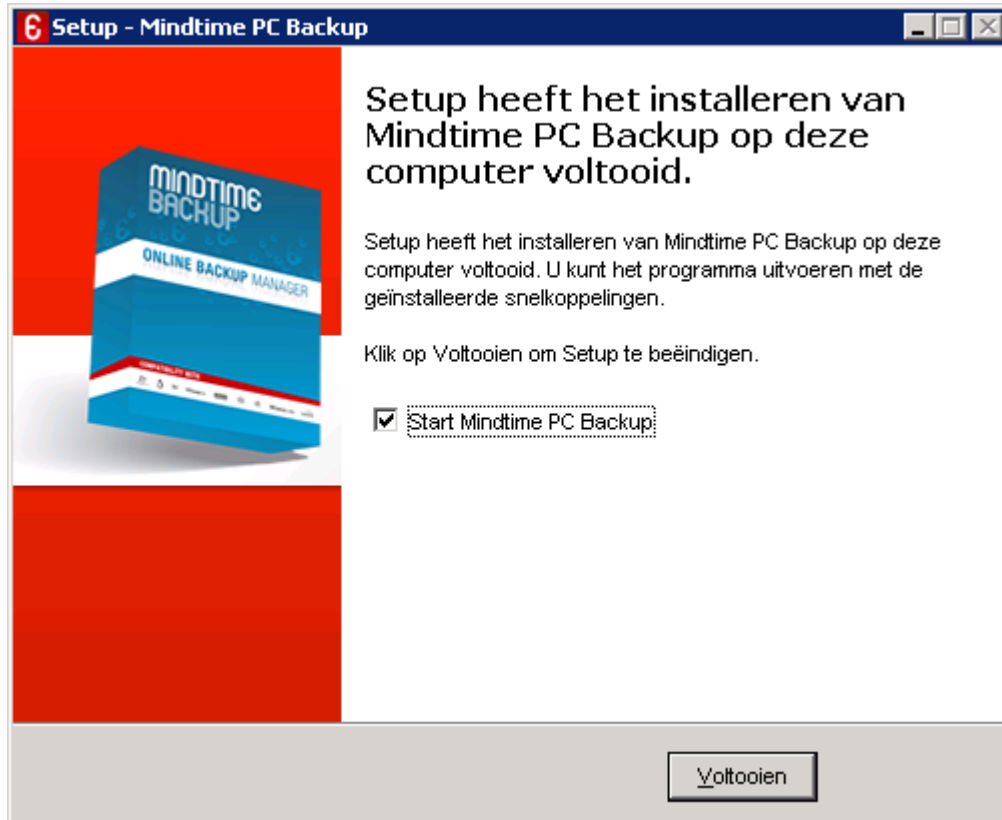 Setup - Mindtime PC Backup
Setup heeft het installeren van
Mindtime PC Backup op deze
computer voltooid.
MINDTIME
BACKUP
ONLINE BACKUP MANAGER
COMPATIBILITY WITH
Setup heeft het installeren van Mindtime PC Backup op deze
computer voltooid. U kunt het programma uitvoeren met de
geïnstalleerde snelkoppelingen.
Klik op Voltooien om Setup te beëindigen.
Start Mindtime PC Backup
Voltooien